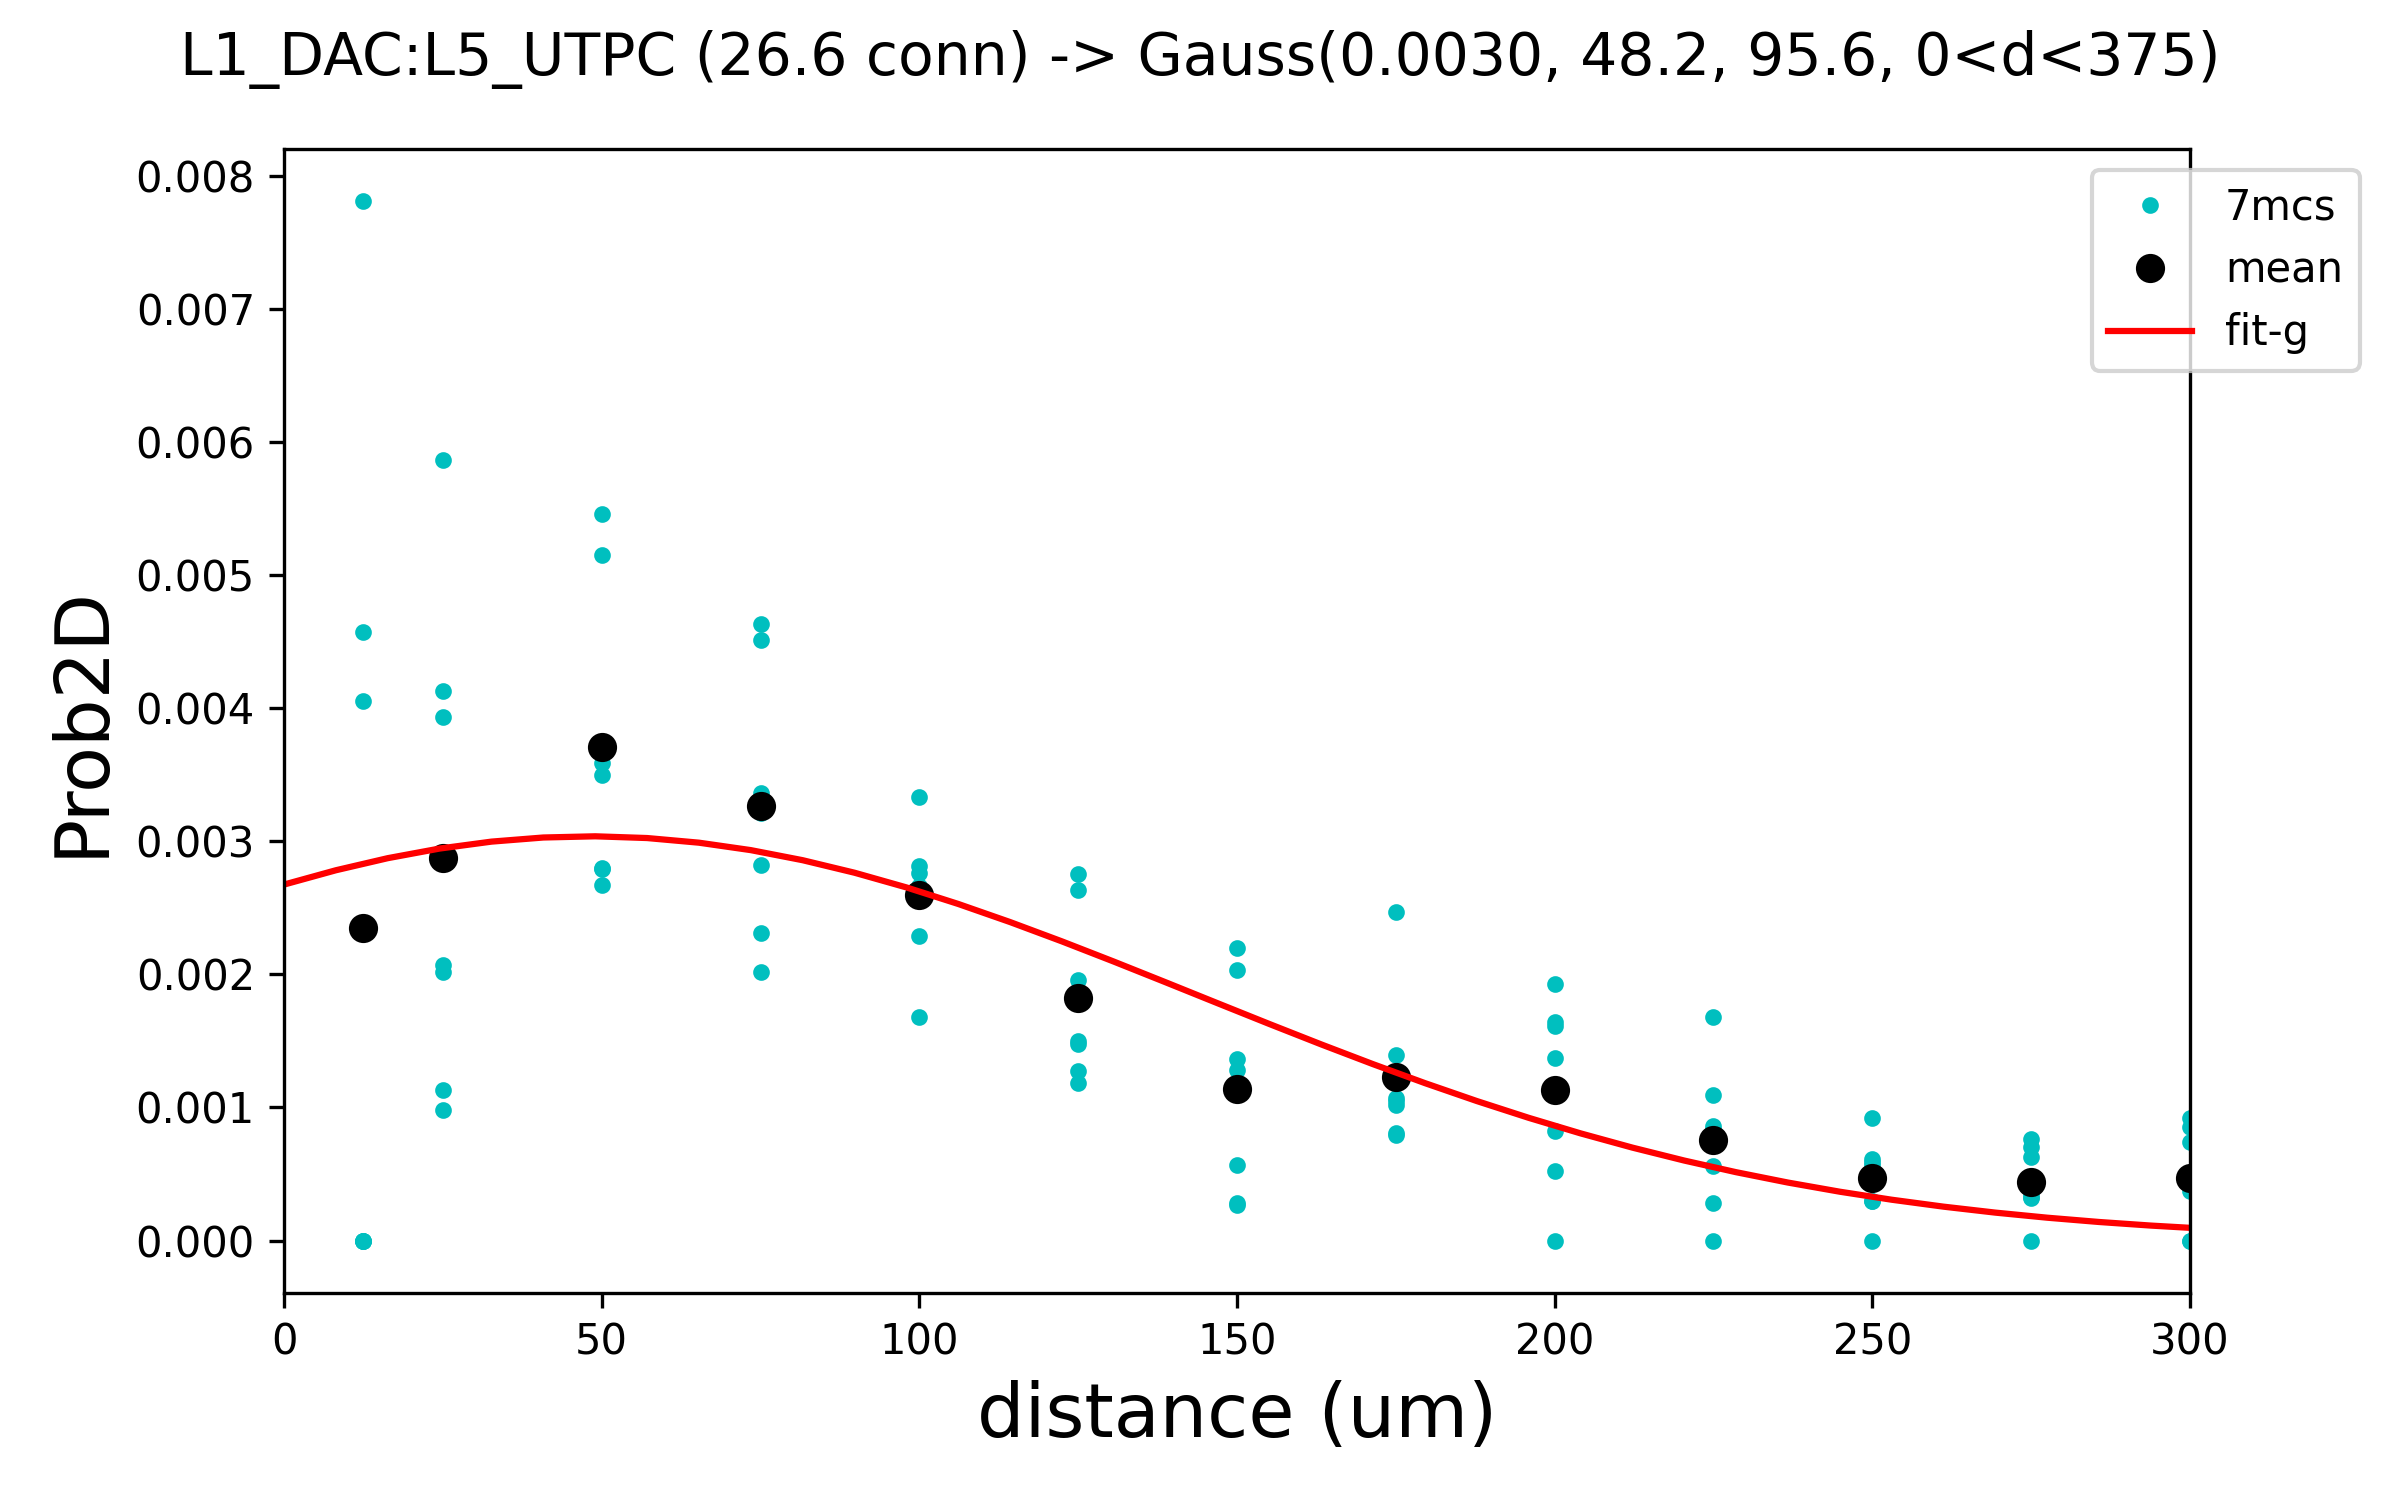 L1_DAC:L5_UTPC (26.6 conn) -> Gauss(0.0030, 48.2, 95.6, 0<d<375)
0.008
0.007
0.006
0.005
0.004
0.003
0.002
0.001
0.000
Prob2D
7mcs
mean
fit-g
0 50 100 150 200 250 300
distance (um)